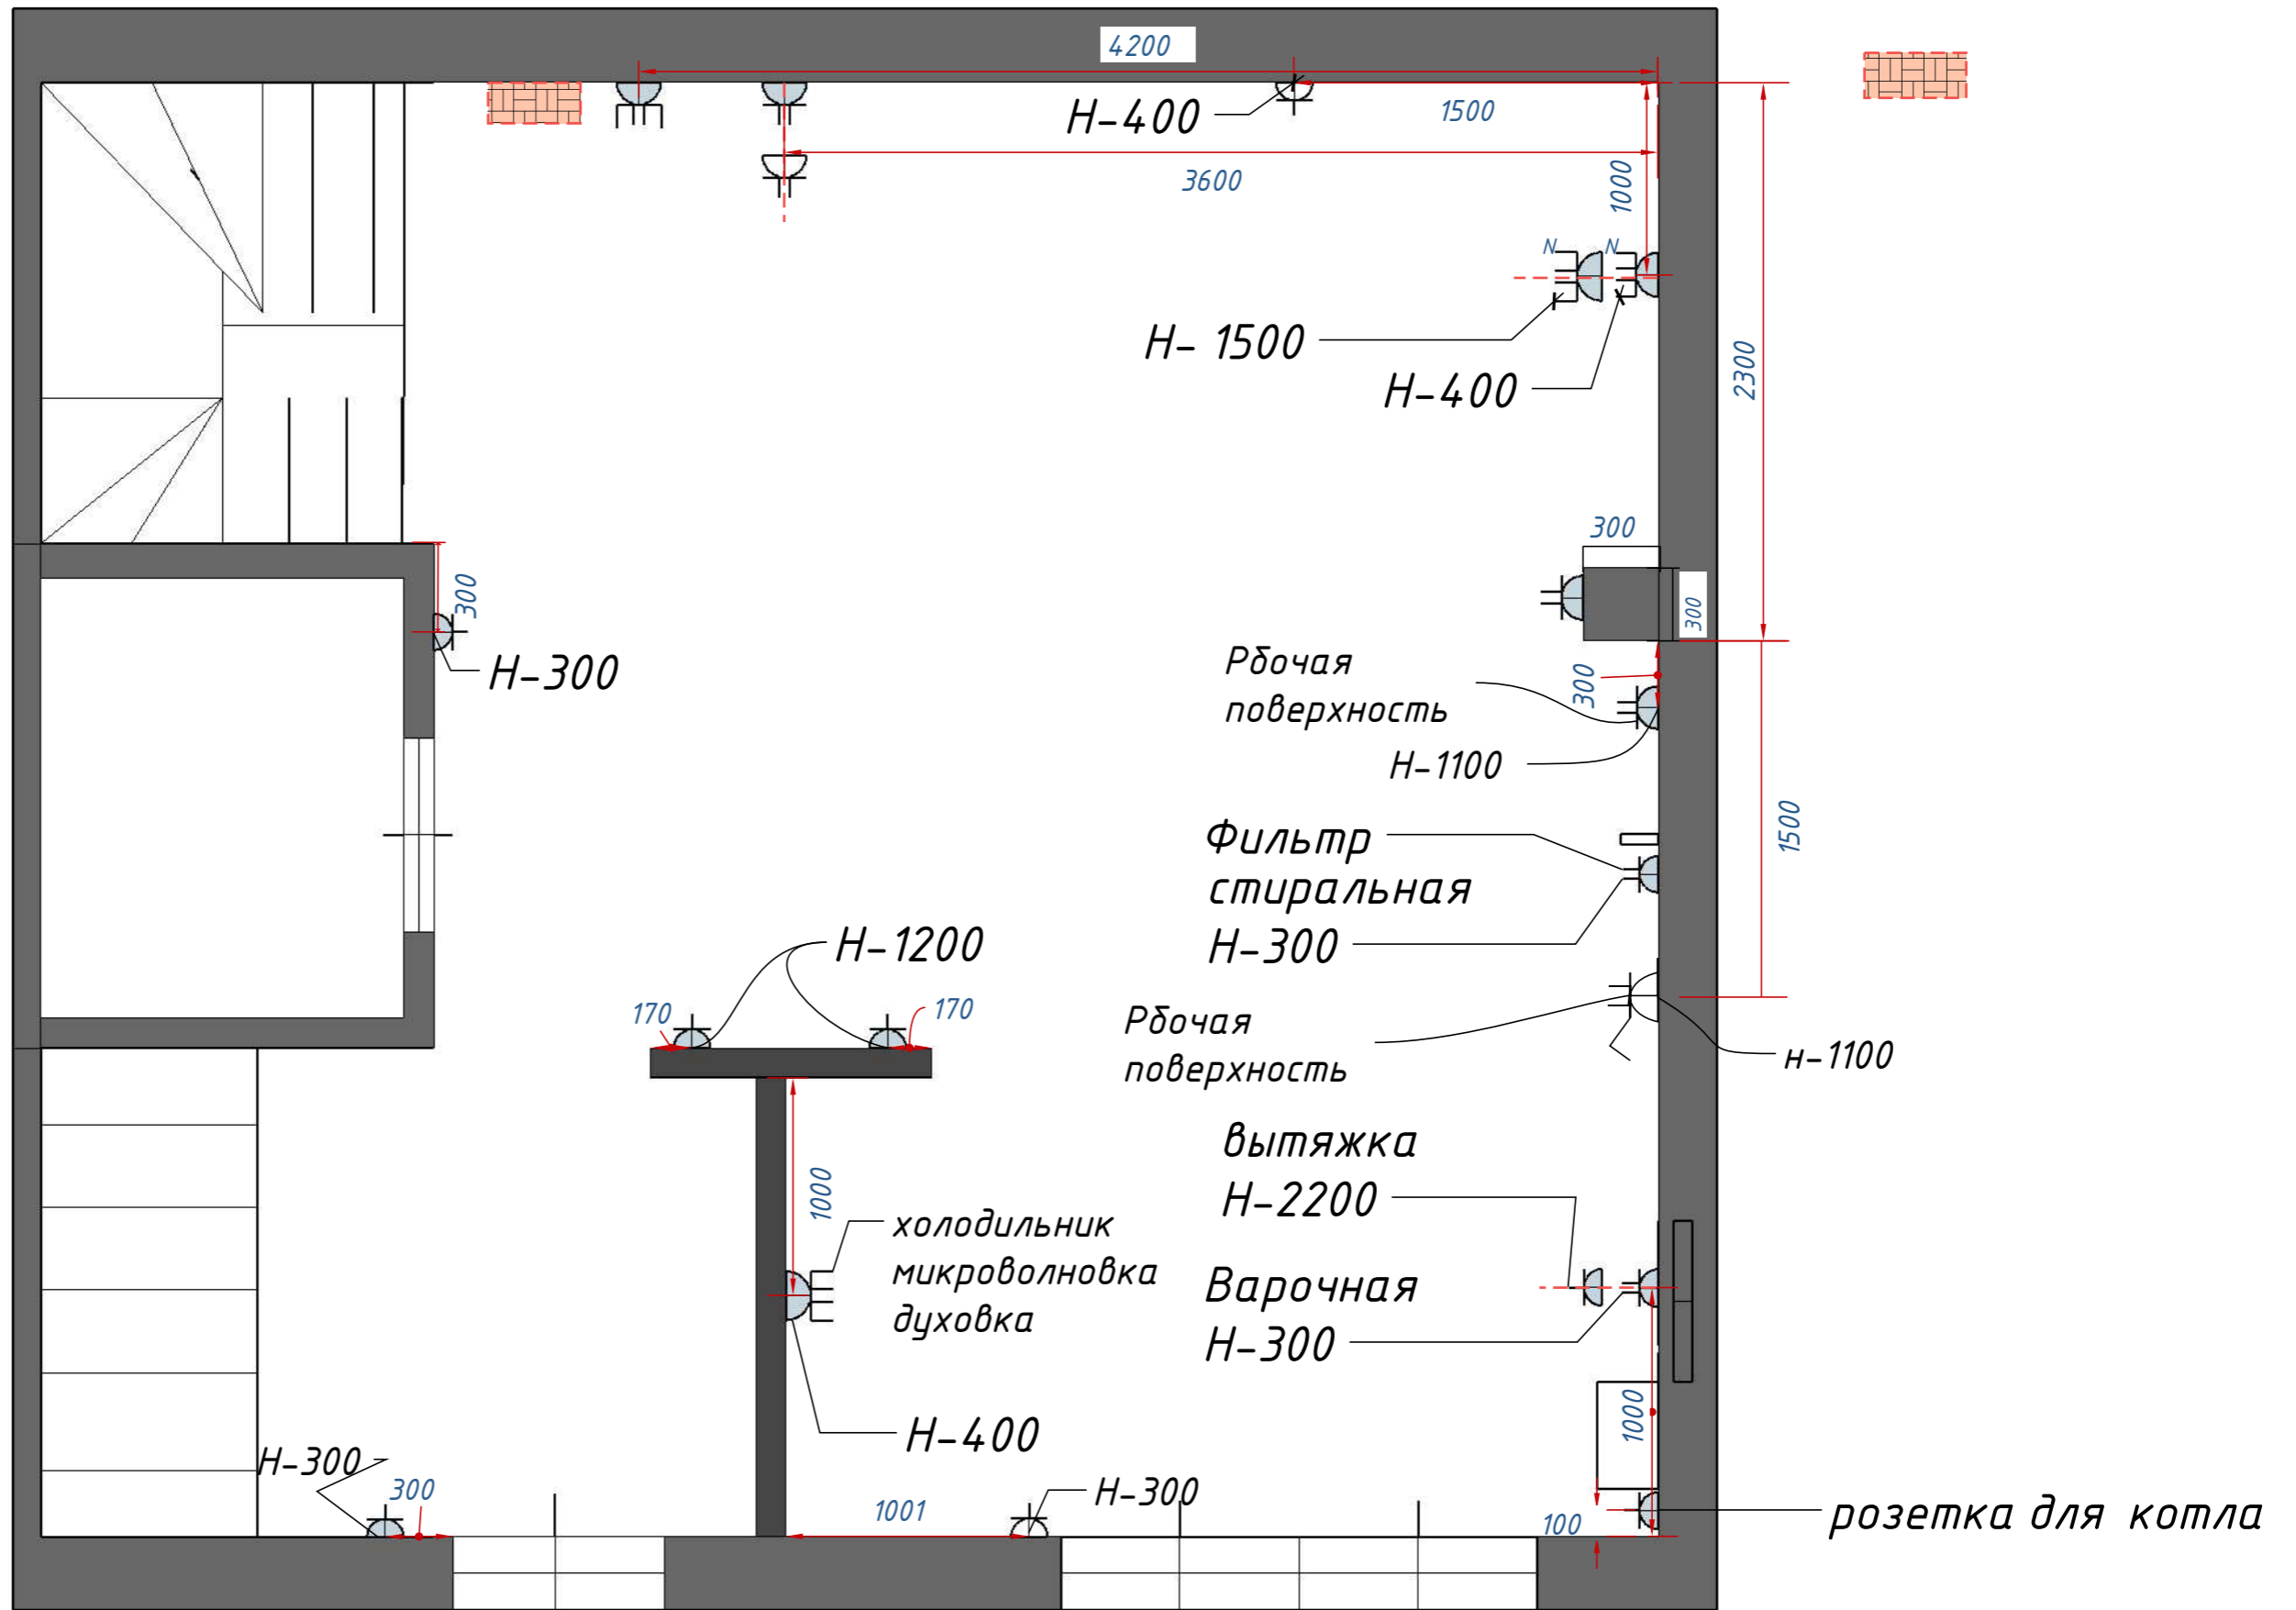 4200
H-400
1500
3600
1000
N
N
H- 1500
H-400
2300
300
300
300
H-300
Рбочая
поверхность
300
H-1100
Фильтр
стиральная
H-300
1500
H-1200
170
170
Рбочая
поверхность
н-1100
вытяжка
H-2200
1000
холодильник
микроволновка
духовка
Варочная
H-300
H-400
1000
H-300
300
1001
H-300
100
розетка для котла